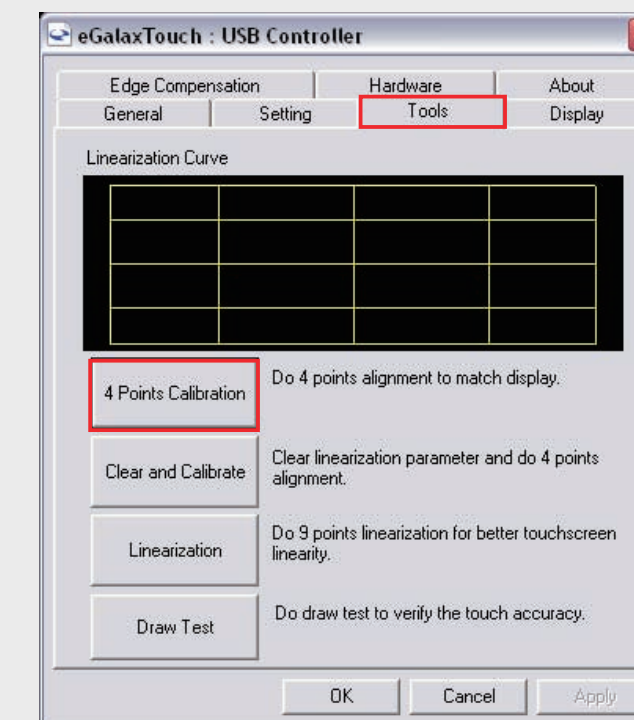 eGalaxTouch : USB Controller
Edge Compensation Hardware About
General Setting Tools Display
Linearization Curve
4 Points Calibration
Do 4 points alignment to match display.
Clear and Calibrate
Clear linearization parameter and do 4 points
alignment.
Linearization
Do 9 points linearization for better touchscreen
linearity.
Draw Test
Do draw test to verify the touch accuracy.
OK Cancel Apply